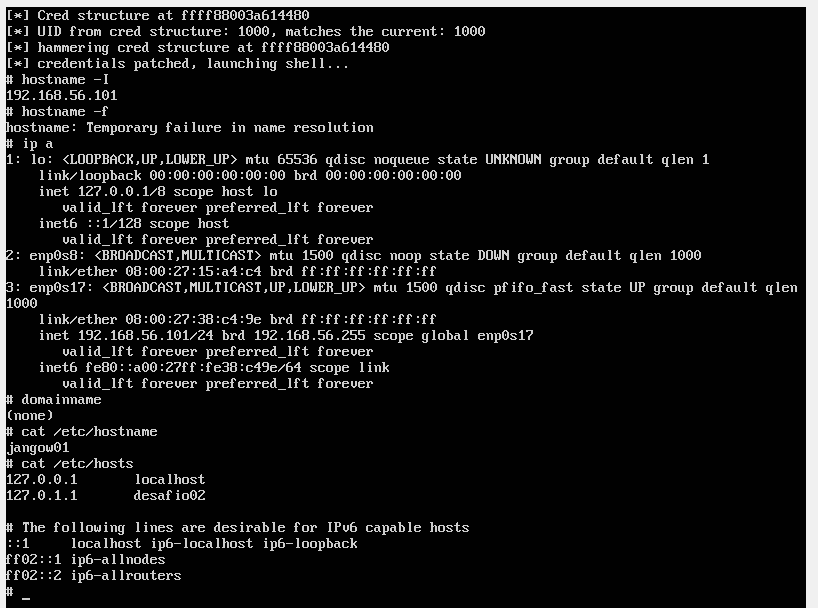 [*] Cred structure at ffff88003a614480
[*] UID from cred structure: 1000, matches the current: 1000
[*] hammering cred structure at ffff88003a614480
[*] credentials patched, launching shell...
# hostname -I
192.168.56.101
# hostname -f
hostname: Temporary failure in name resolution
# ip a
1: lo: <LOOPBACK,UP,LOWER_UP> mtu 65536 qdisc noqueue state UNKNOWN group default qlen 1
    link/loopback 00:00:00:00:00:00 brd 00:00:00:00:00:00
    inet 127.0.0.1/8 scope host lo
       valid_lft forever preferred_lft forever
    inet6 ::1/128 scope host
       valid_lft forever preferred_lft forever
2: enp0s8: <BROADCAST,MULTICAST> mtu 1500 qdisc noop state DOWN group default qlen 1000
    link/ether 08:00:27:15:a4:c4 brd ff:ff:ff:ff:ff:ff
3: enp0s17: <BROADCAST,MULTICAST,UP,LOWER_UP> mtu 1500 qdisc pfifo_fast state UP group default qlen
1000
    link/ether 08:00:27:38:c4:9e brd ff:ff:ff:ff:ff:ff
    inet 192.168.56.101/24 brd 192.168.56.255 scope global enp0s17
       valid_lft forever preferred_lft forever
    inet6 fe80::a00:27ff:fe38:c49e/64 scope link
       valid_lft forever preferred_lft forever
# domainname
(none)
# cat /etc/hostname
jangow01
# cat /etc/hosts
127.0.0.1       localhost
127.0.1.1       desafio02

# The following lines are desirable for IPv6 capable hosts
::1     localhost ip6-localhost ip6-loopback
ff02::1 ip6-allnodes
ff02::2 ip6-allrouters
# _